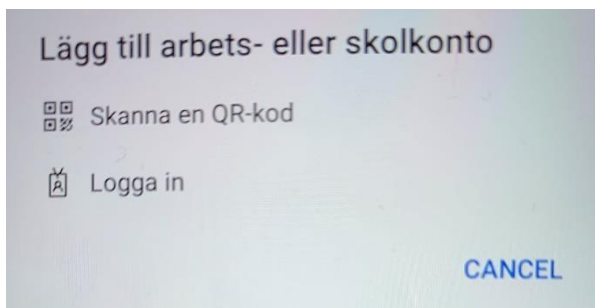 Lägg till arbets- eller skolkonto
Skanna en QR-kod
Logga in
CANCEL